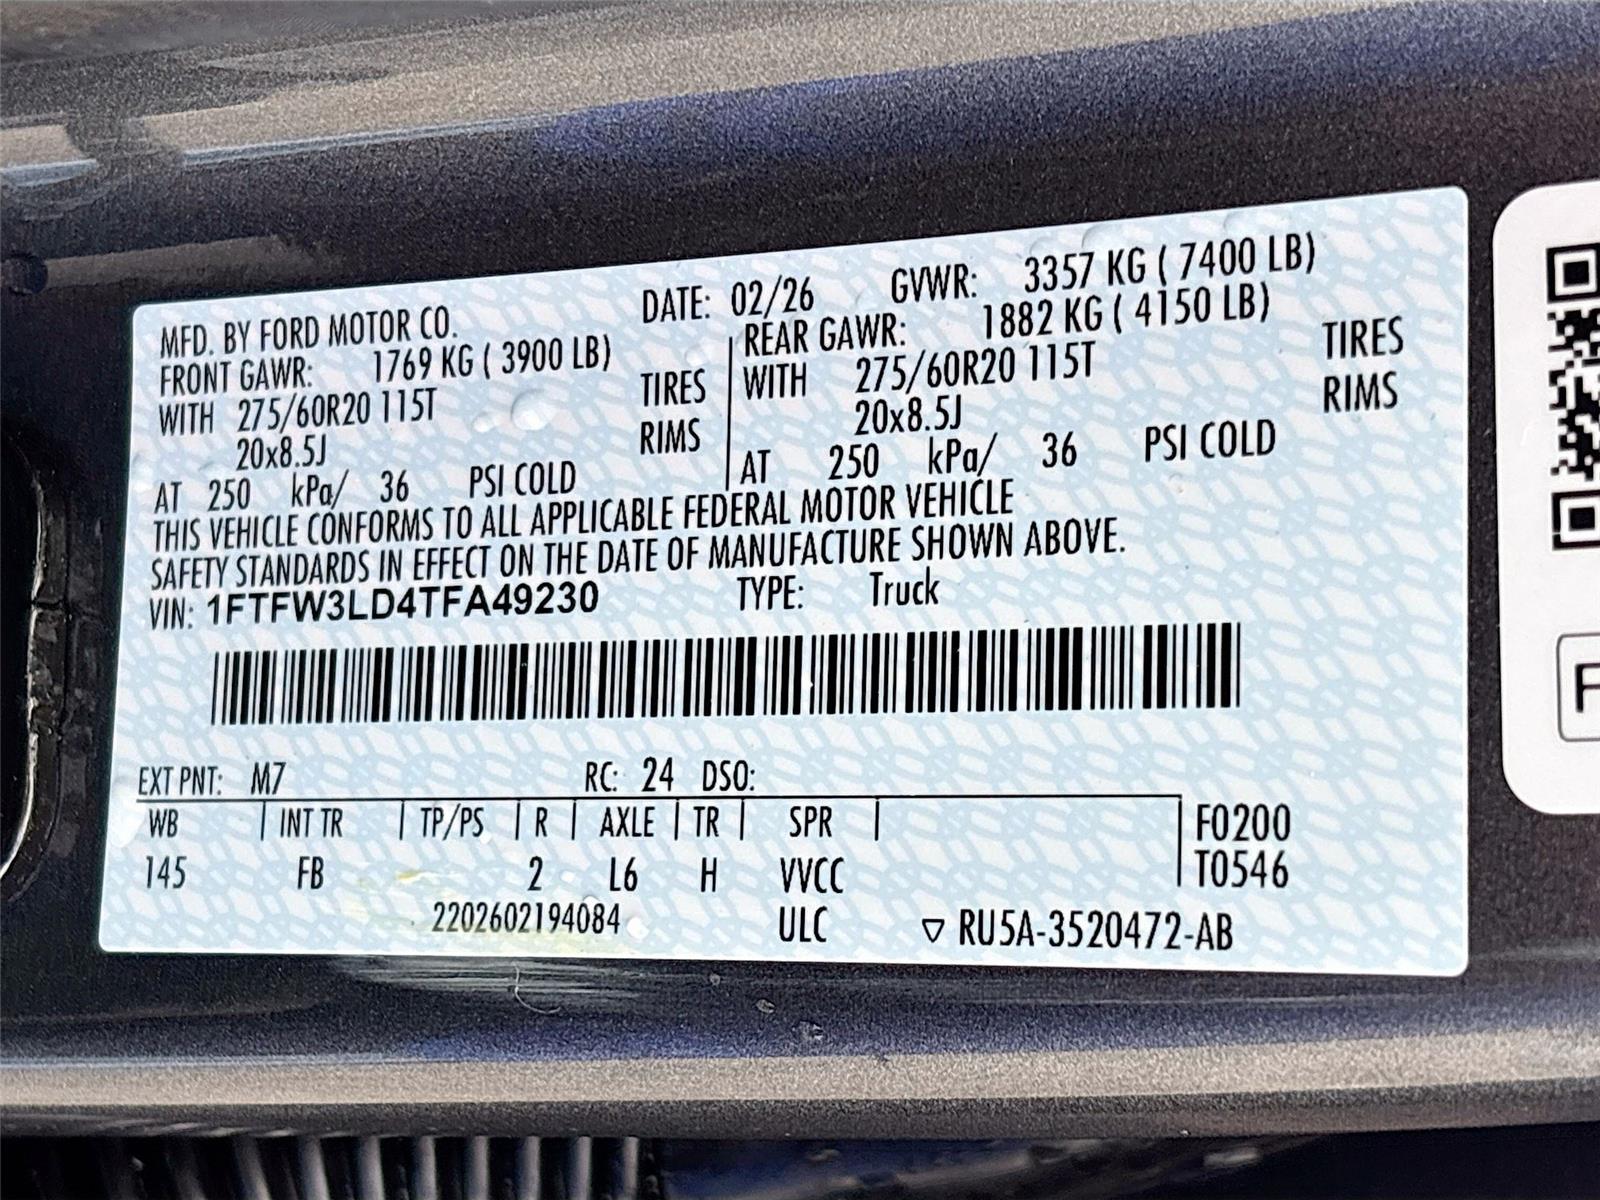 MFD. BY FORD MOTOR CO. DATE: 02/26 GVWR: 3357 KG ( 7400 LB)
FRONT GAWR: 1769 KG ( 3900 LB)
WITH 275/60R20 115T TIRES
20x8.5J RIMS
AT 250 kPa/ 36 PSI COLD
REAR GAWR: 1882 KG ( 4150 LB)
WITH 275/60R20 115T TIRES
20x8.5J RIMS
AT 250 kPa/ 36 PSI COLD
THIS VEHICLE CONFORMS TO ALL APPLICABLE FEDERAL MOTOR VEHICLE
SAFETY STANDARDS IN EFFECT ON THE DATE OF MANUFACTURE SHOWN ABOVE.
VIN: 1FTFW3LD4TFA49230 TYPE: Truck
EXT PNT: M7 RC: 24 DSO:
WB INT TR TP/PS R AXLE TR SPR F0200
145 FB 2 L6 H VVCC T0546
2202602194084 ULC ▽ RU5A-3520472-AB